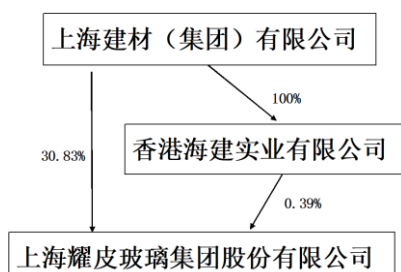 上海建材（集团）有限公司
100%
30.83%
香港海建实业有限公司
0.39%
上海耀皮玻璃集团股份有限公司